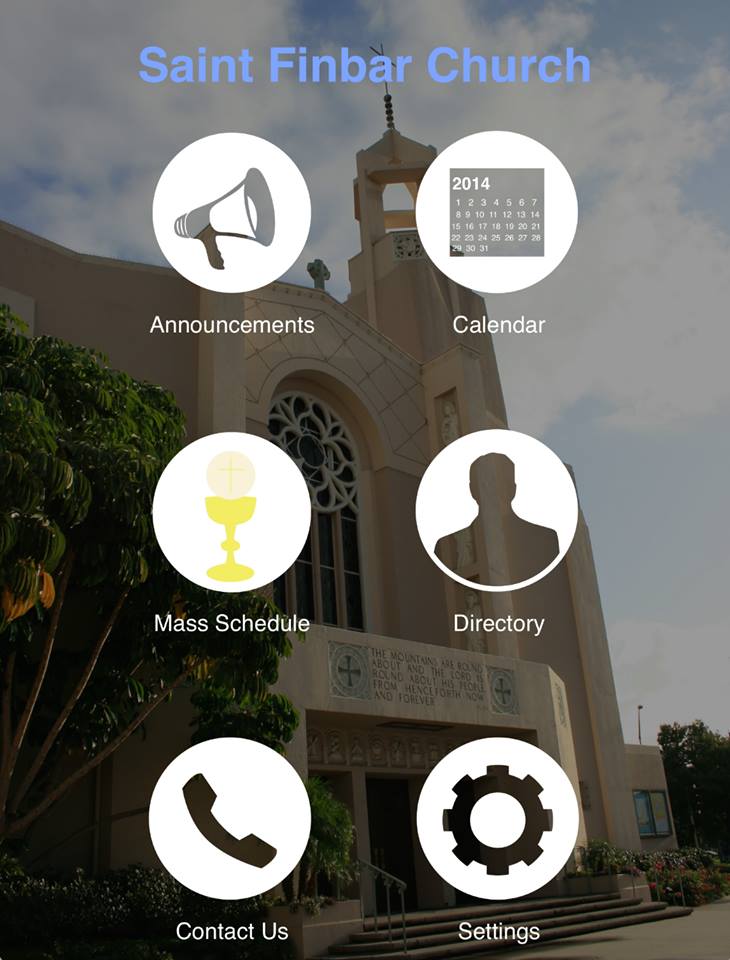 Saint Finbar Church
2014
1 2 3 4 5 6 7
8 9 10 11 12 13 14
15 16 17 18 19 20 21
22 23 24 25 26 27 28
29 30 31
Announcements
Calendar
Mass Schedule
Directory
THE MOUNTAINS ARE ROUND
ABOUT AND THE LORD IS
ROUND ABOUT HIS PEOPLE
FROM HENCEFORTH NOW
AND FOREVER
Contact Us
Settings